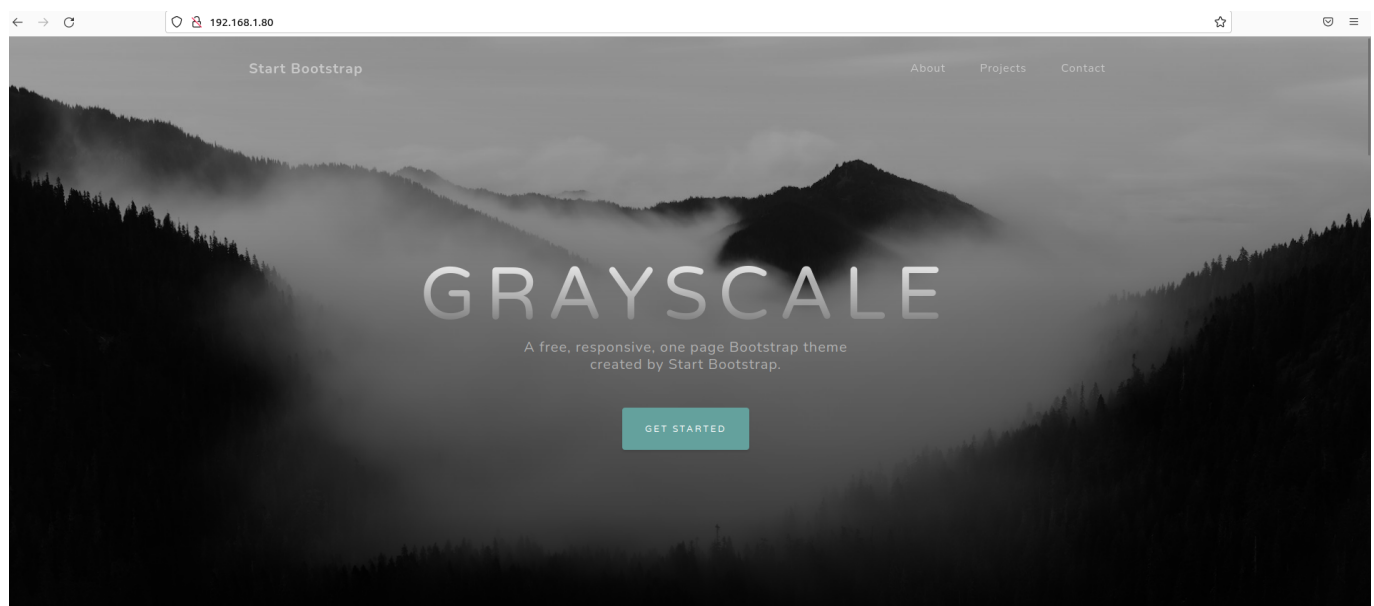 192.168.1.80
Start Bootstrap
About Projects Contact
GRAYSCALE
A free, responsive, one page Bootstrap theme
created by Start Bootstrap.
GET STARTED